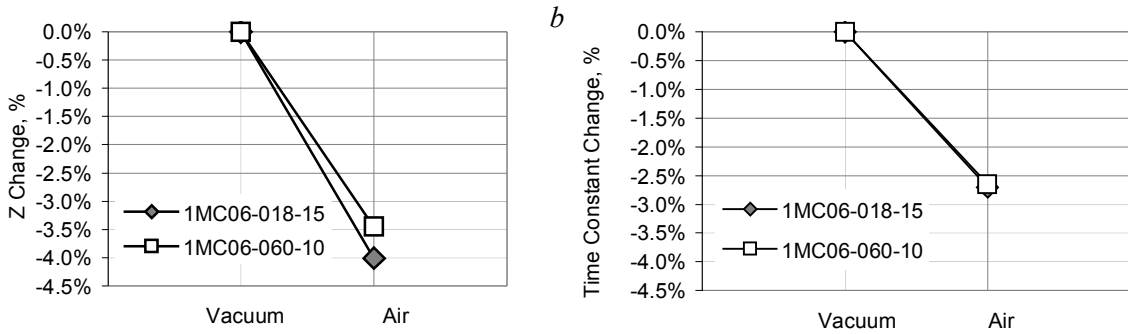 Z Change, %
0.0%
-0.5%
-1.0%
-1.5%
-2.0%
-2.5%
-3.0%
-3.5%
-4.0%
-4.5%
1MC06-018-15
1MC06-060-10
Vacuum Air
b
Time Constant Change, %
0.0%
-0.5%
-1.0%
-1.5%
-2.0%
-2.5%
-3.0%
-3.5%
-4.0%
-4.5%
1MC06-018-15
1MC06-060-10
Vacuum Air